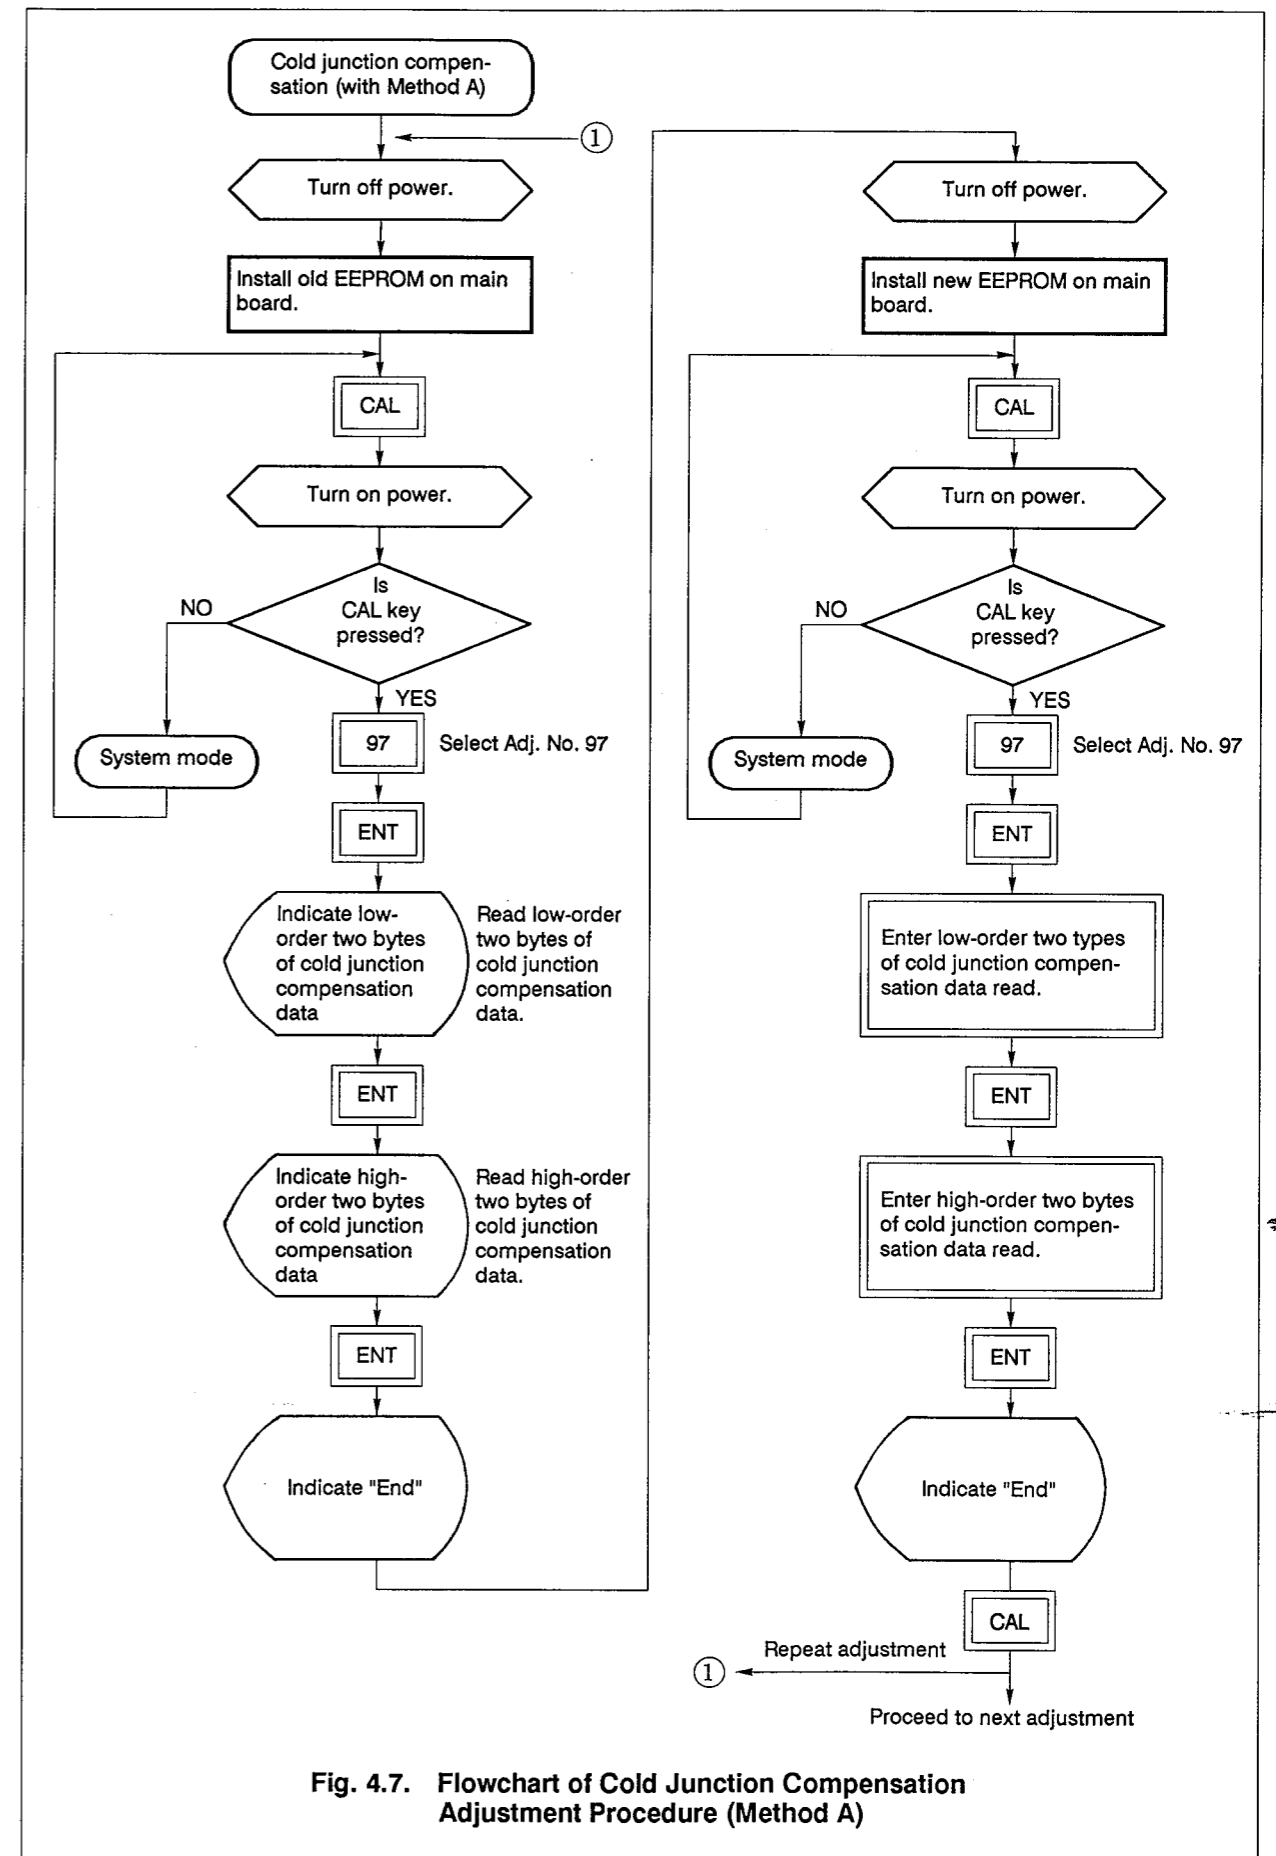 Cold junction compen-
sation (with Method A)
①
Turn off power.
Install old EEPROM on main
board.
CAL
Turn on power.
Is
CAL key
pressed?
NO
YES
System mode
97
Select Adj. No. 97
ENT
Indicate low-
order two bytes
of cold junction
compensation
data
Read low-order
two bytes of
cold junction
compensation
data.
ENT
Indicate high-
order two bytes
of cold junction
compensation
data
Read high-order
two bytes of
cold junction
compensation
data.
ENT
Indicate "End"
Turn off power.
Install new EEPROM on main
board.
CAL
Turn on power.
Is
CAL key
pressed?
NO
YES
System mode
97
Select Adj. No. 97
ENT
Enter low-order two types
of cold junction compen-
sation data read.
ENT
Enter high-order two bytes
of cold junction compen-
sation data read.
ENT
Indicate "End"
CAL
Repeat adjustment
①
Proceed to next adjustment
Fig. 4.7. Flowchart of Cold Junction Compensation
Adjustment Procedure (Method A)